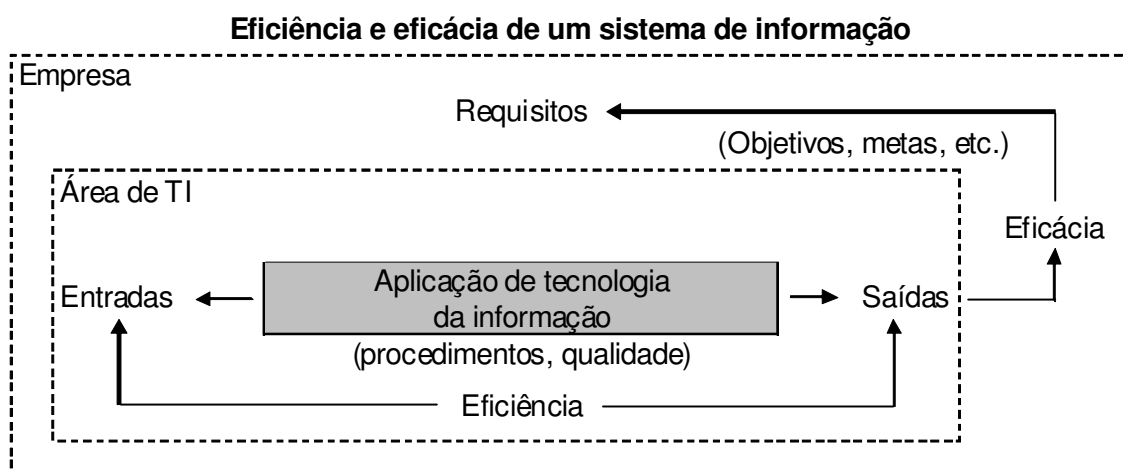 Eficiência e eficácia de um sistema de informação
Empresa
Requisitos
(Objetivos, metas, etc.)
Área de TI
Eficácia
Entradas
Aplicação de tecnologia
da informação
Saídas
(procedimentos, qualidade)
Eficiência